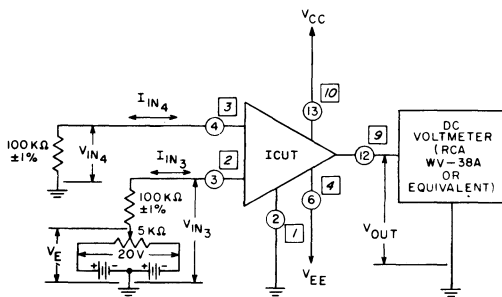 V_CC
10
13
I_IN4
3
4
100KΩ
±1%
V_IN4
I_IN3
2
3
ICUT
9
12
DC
VOLTMETER
(RCA
WV-38A
OR
EQUIVALENT)
100KΩ
±1%
V_IN3
4
6
2
1
V_E
5KΩ
20V
+ - + -
V_EE
V_OUT